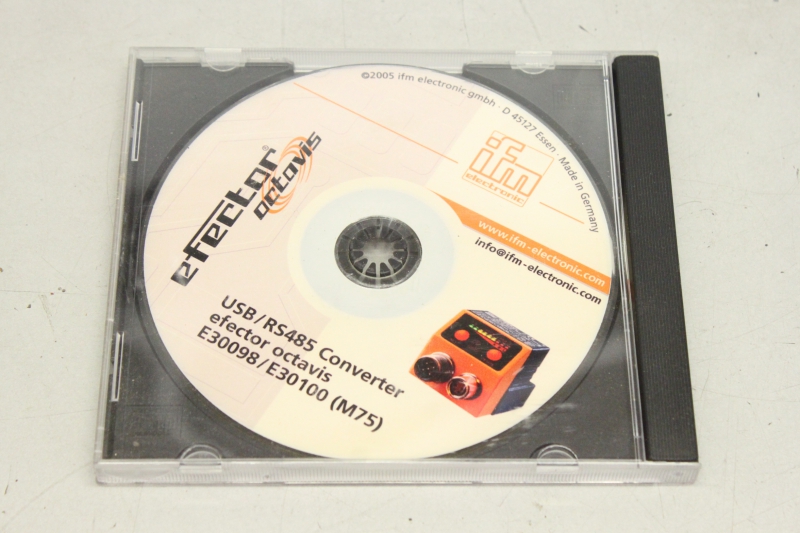 ©2005 ifm electronic gmbh · D 45127 Essen · Made in Germany
ifm
electronic
efector®
octavis
www.ifm-electronic.com
info@ifm-electronic.com
USB/RS485 Converter
efector octavis
E30098/E30100 (M75)